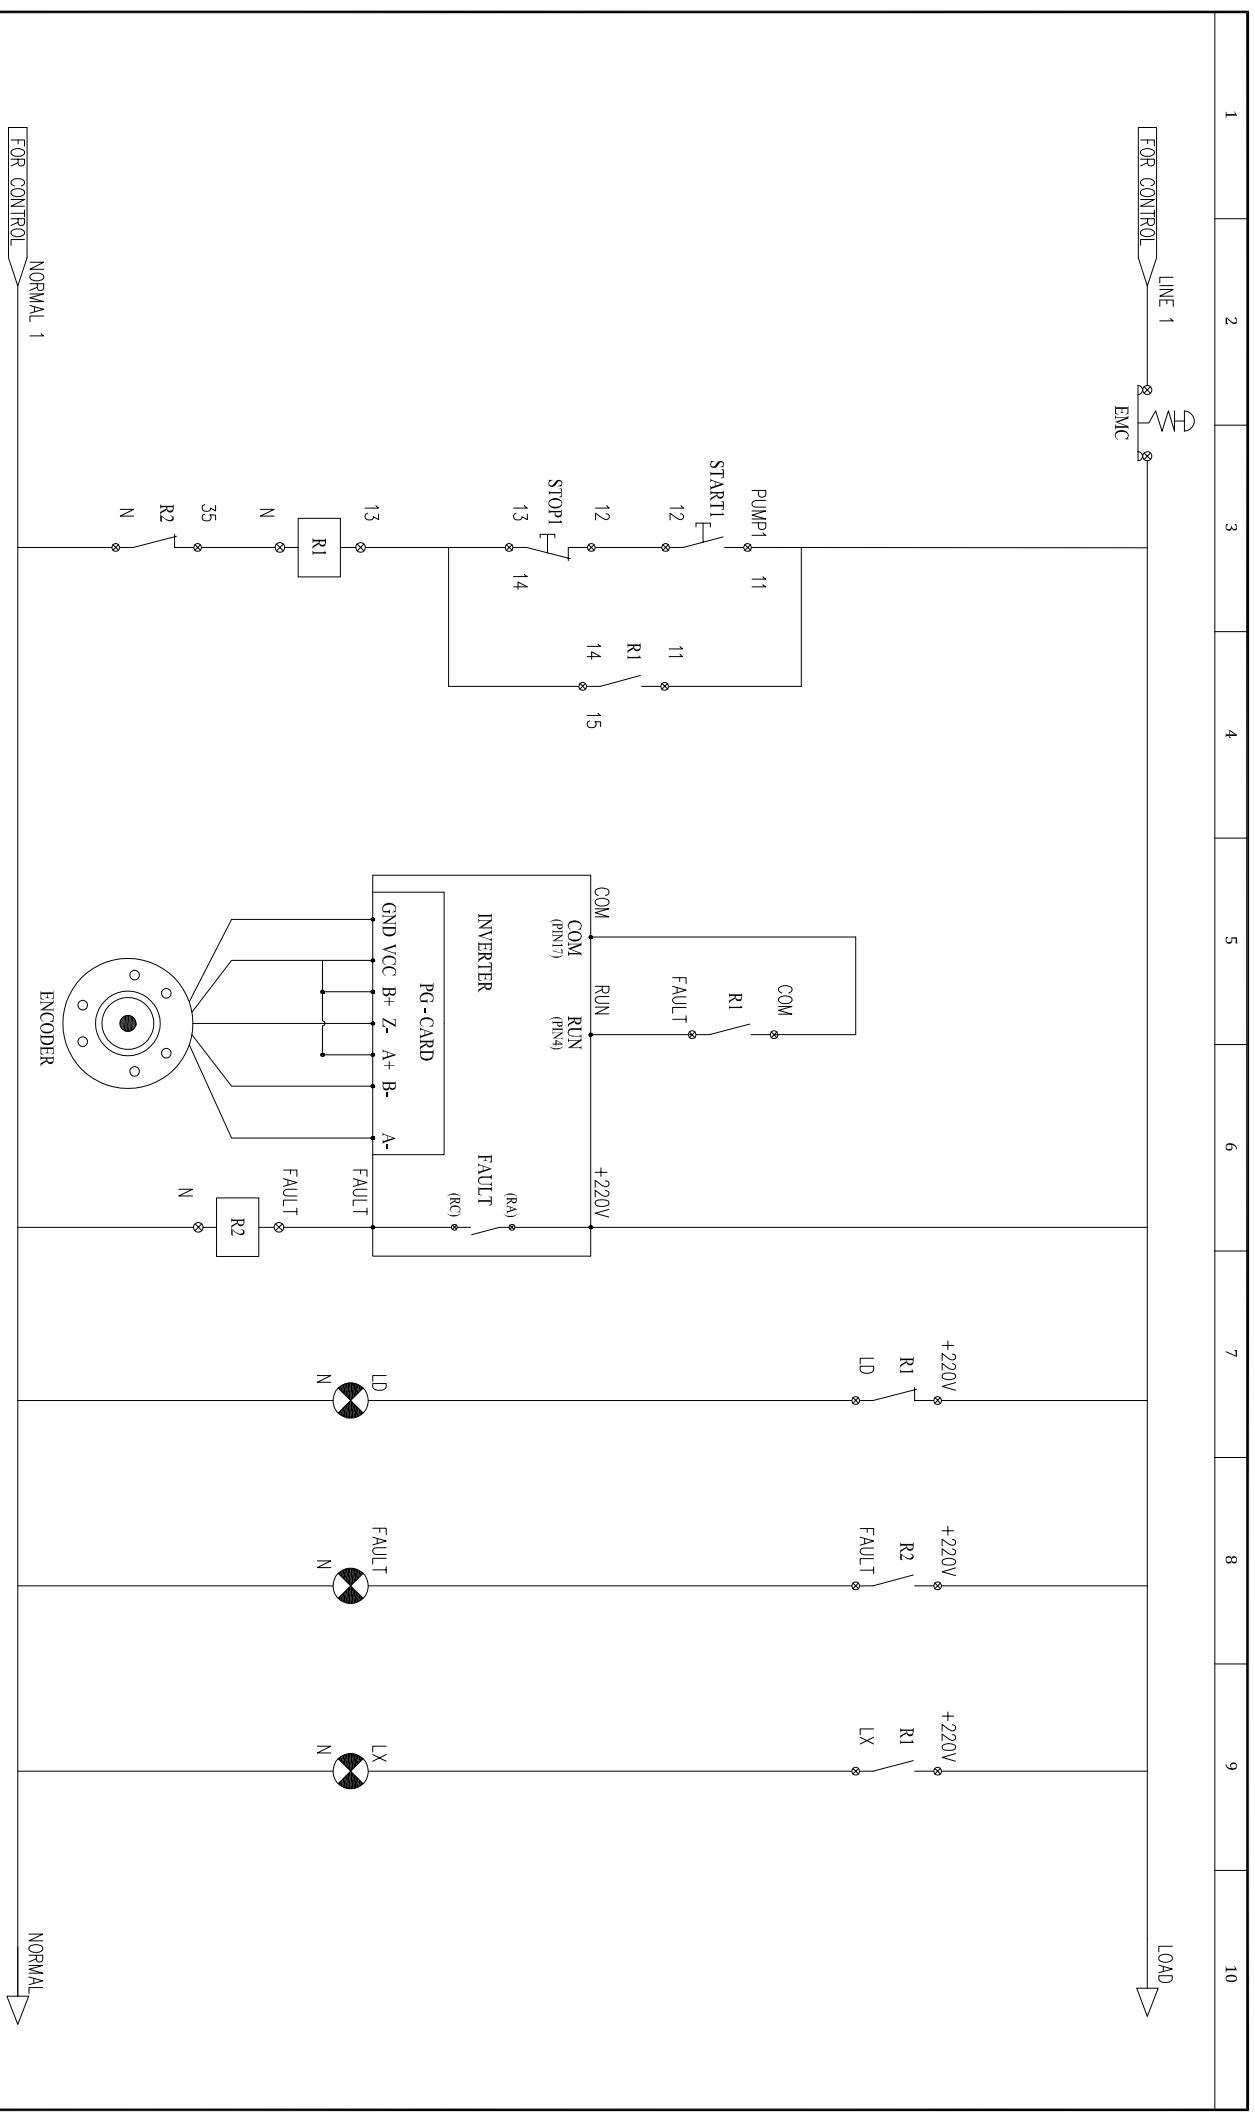 1
2
3
4
5
6
7
8
9
10
FOR CONTROL
LINE 1
EMC
LOAD
PUMP1
11
START1
12
12
STOP1
13
14
11
R1
14
15
13
R1
N
35
R2
N
COM
R1
FAULT
COM
RUN
COM
(PIN17)
RUN
(PIN4)
INVERTER
PG-CARD
GND VCC B+ Z- A+ B- A-
ENCODER
+220V
(RA)
FAULT
(RC)
FAULT
FAULT
R2
N
+220V
R1
LD
LD
N
+220V
R2
FAULT
FAULT
N
+220V
R1
LX
LX
N
FOR CONTROL
NORMAL 1
NORMAL